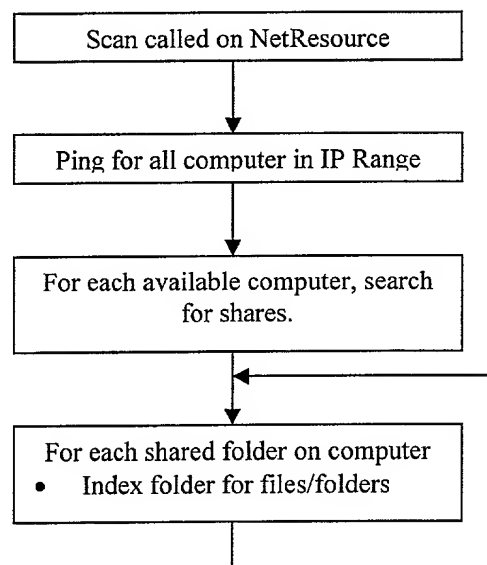 Scan called on NetResource
Ping for all computer in IP Range
For each available computer, search
for shares.
For each shared folder on computer
• Index folder for files/folders